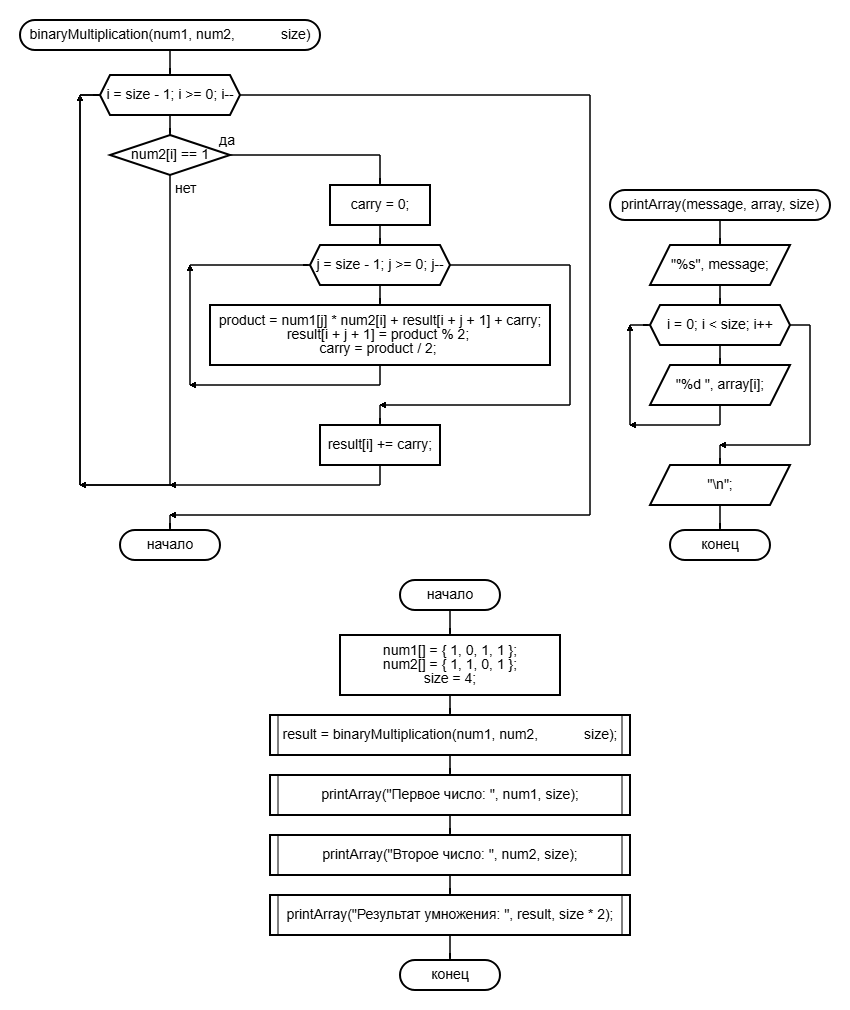 binaryMultiplication(num1, num2, size)
i = size - 1; i >= 0; i--
да
num2[i] == 1
нет
carry = 0;
j = size - 1; j >= 0; j--
product = num1[j] * num2[i] + result[i + j + 1] + carry;
result[i + j + 1] = product % 2;
carry = product / 2;
result[i] += carry;
начало
printArray(message, array, size)
"%s", message;
i = 0; i < size; i++
"%d ", array[i];
"\n";
конец
начало
num1[] = { 1, 0, 1, 1 };
num2[] = { 1, 1, 0, 1 };
size = 4;
result = binaryMultiplication(num1, num2, size);
printArray("Первое число: ", num1, size);
printArray("Второе число: ", num2, size);
printArray("Результат умножения: ", result, size * 2);
конец